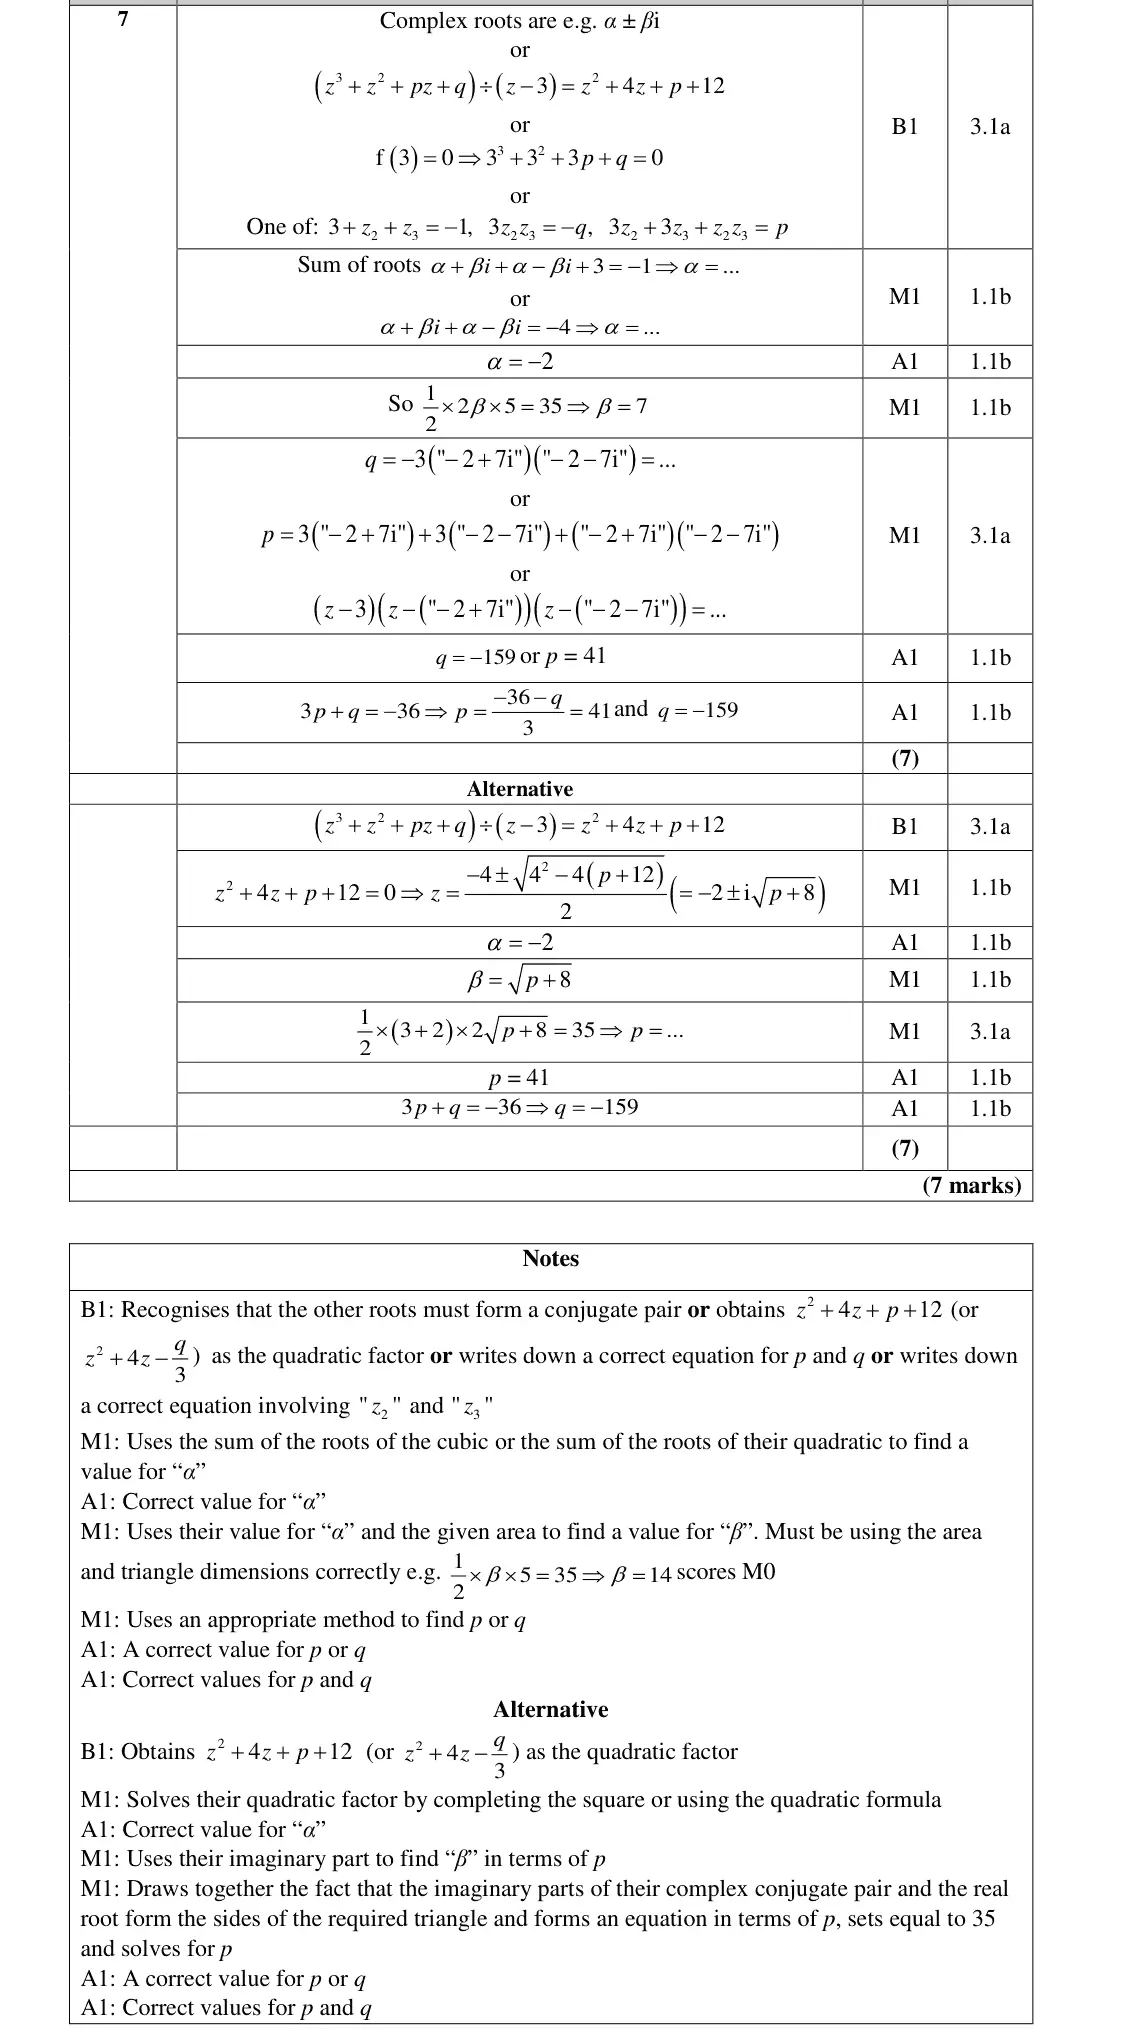 7 Complex roots are e.g. α ± βi B1 3.1a
or
(z³ + z² + pz + q) ÷ (z − 3) = z² + 4z + p + 12
or
f(3) = 0 ⇒ 3³ + 3² + 3p + q = 0
or
One of: 3 + z₂ + z₃ = −1, 3z₂z₃ = −q, 3z₂ + 3z₃ + z₂z₃ = p
Sum of roots α + βi + α − βi + 3 = −1 ⇒ α = ... M1 1.1b
or
α + βi + α − βi = −4 ⇒ α = ...
α = −2 A1 1.1b
So 1/2 × 2β × 5 = 35 ⇒ β = 7 M1 1.1b
q = −3("−2 + 7i")("−2 − 7i") = ... M1 3.1a
or
p = 3("−2 + 7i") + 3("−2 − 7i") + ("−2 + 7i")("−2 − 7i")
or
(z − 3)(z − ("−2 + 7i"))(z − ("−2 − 7i")) = ...
q = −159 or p = 41 A1 1.1b
3p + q = −36 ⇒ p = (−36 − q)/3 = 41 and q = −159 A1 1.1b
(7)
Alternative
(z³ + z² + pz + q) ÷ (z − 3) = z² + 4z + p + 12 B1 3.1a
z² + 4z + p + 12 = 0 ⇒ z = (−4 ± √(4² − 4(p + 12)))/2 (= −2 ± i√(p + 8)) M1 1.1b
α = −2 A1 1.1b
β = √(p + 8) M1 1.1b
1/2 × (3 + 2) × 2√(p + 8) = 35 ⇒ p = ... M1 3.1a
p = 41 A1 1.1b
3p + q = −36 ⇒ q = −159 A1 1.1b
(7)
(7 marks)
Notes
B1: Recognises that the other roots must form a conjugate pair or obtains z² + 4z + p + 12 (or
z² + 4z − q/3) as the quadratic factor or writes down a correct equation for p and q or writes down
a correct equation involving "z₂" and "z₃"
M1: Uses the sum of the roots of the cubic or the sum of the roots of their quadratic to find a
value for “α”
A1: Correct value for “α”
M1: Uses their value for “α” and the given area to find a value for “β”. Must be using the area
and triangle dimensions correctly e.g. 1/2 × β × 5 = 35 ⇒ β = 14 scores M0
M1: Uses an appropriate method to find p or q
A1: A correct value for p or q
A1: Correct values for p and q
Alternative
B1: Obtains z² + 4z + p + 12 (or z² + 4z − q/3) as the quadratic factor
M1: Solves their quadratic factor by completing the square or using the quadratic formula
A1: Correct value for “α”
M1: Uses their imaginary part to find “β” in terms of p
M1: Draws together the fact that the imaginary parts of their complex conjugate pair and the real
root form the sides of the required triangle and forms an equation in terms of p, sets equal to 35
and solves for p
A1: A correct value for p or q
A1: Correct values for p and q